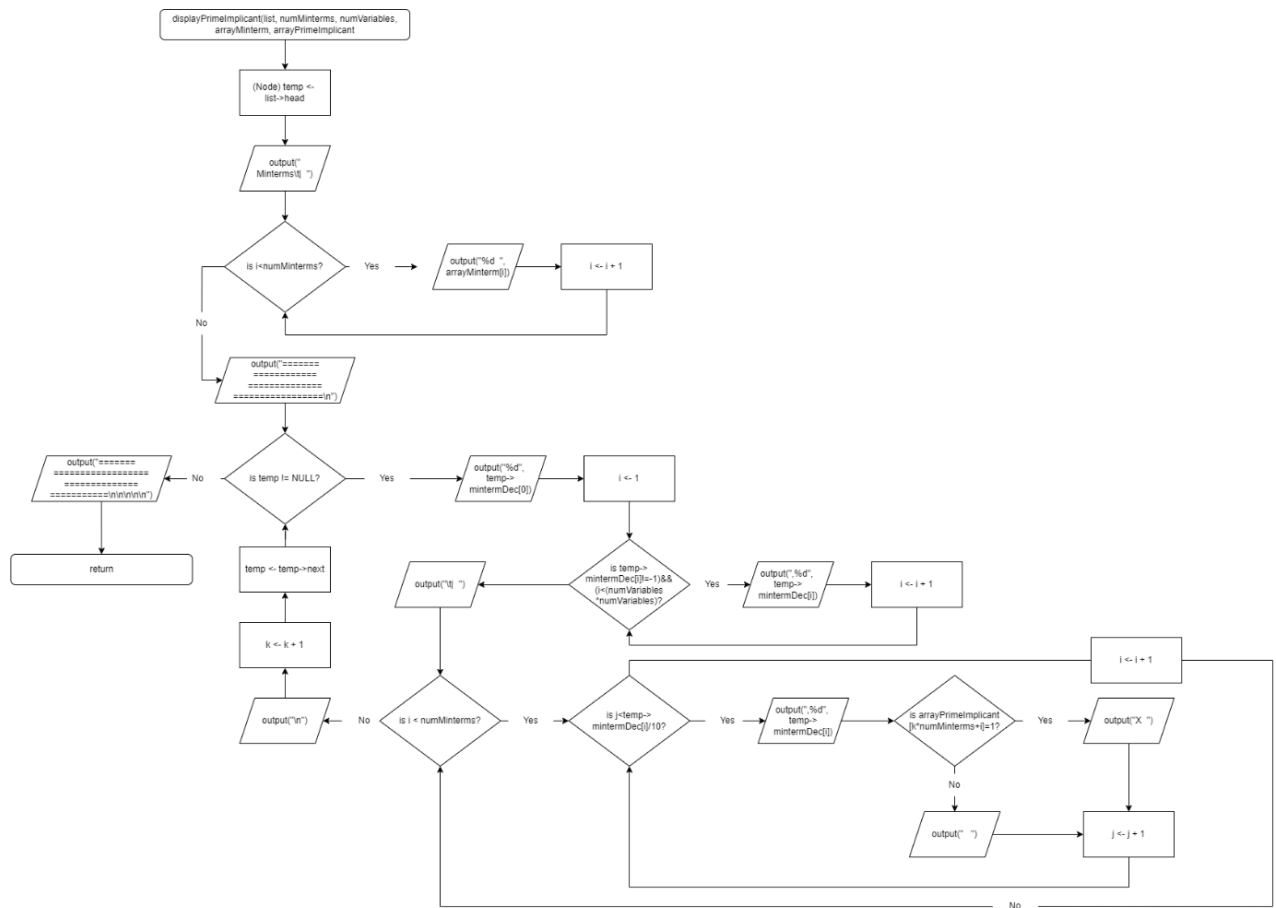 displayPrimeImplicant(list, numMinterms, numVariables,
arrayMinterm, arrayPrimeImplicant
(Node) temp <-
list->head
output("
Minterms\t|  ")
is i<numMinterms?
Yes
output("%d  ",
arrayMinterm[i])
i <- i + 1
No
output("=======
============
==============
=================\n")
is temp != NULL?
No
output("=======
==================
==============
===========\n\n\n\n\n")
return
Yes
output("%d",
temp->
mintermDec[0])
i <- 1
is temp->
mintermDec[i]!=-1)&&
(i<(numVariables
*numVariables)?
Yes
output(",%d",
temp->
mintermDec[i])
i <- i + 1
output("\t|  ")
temp <- temp->next
k <- k + 1
output("\n")
No
is i < numMinterms?
Yes
is j<temp->
mintermDec[i]/10?
i <- i + 1
Yes
output(",%d",
temp->
mintermDec[i])
is arrayPrimeImplicant
[k*numMinterms+i]=1?
Yes
output("X  ")
No
output("   ")
j <- j + 1
No